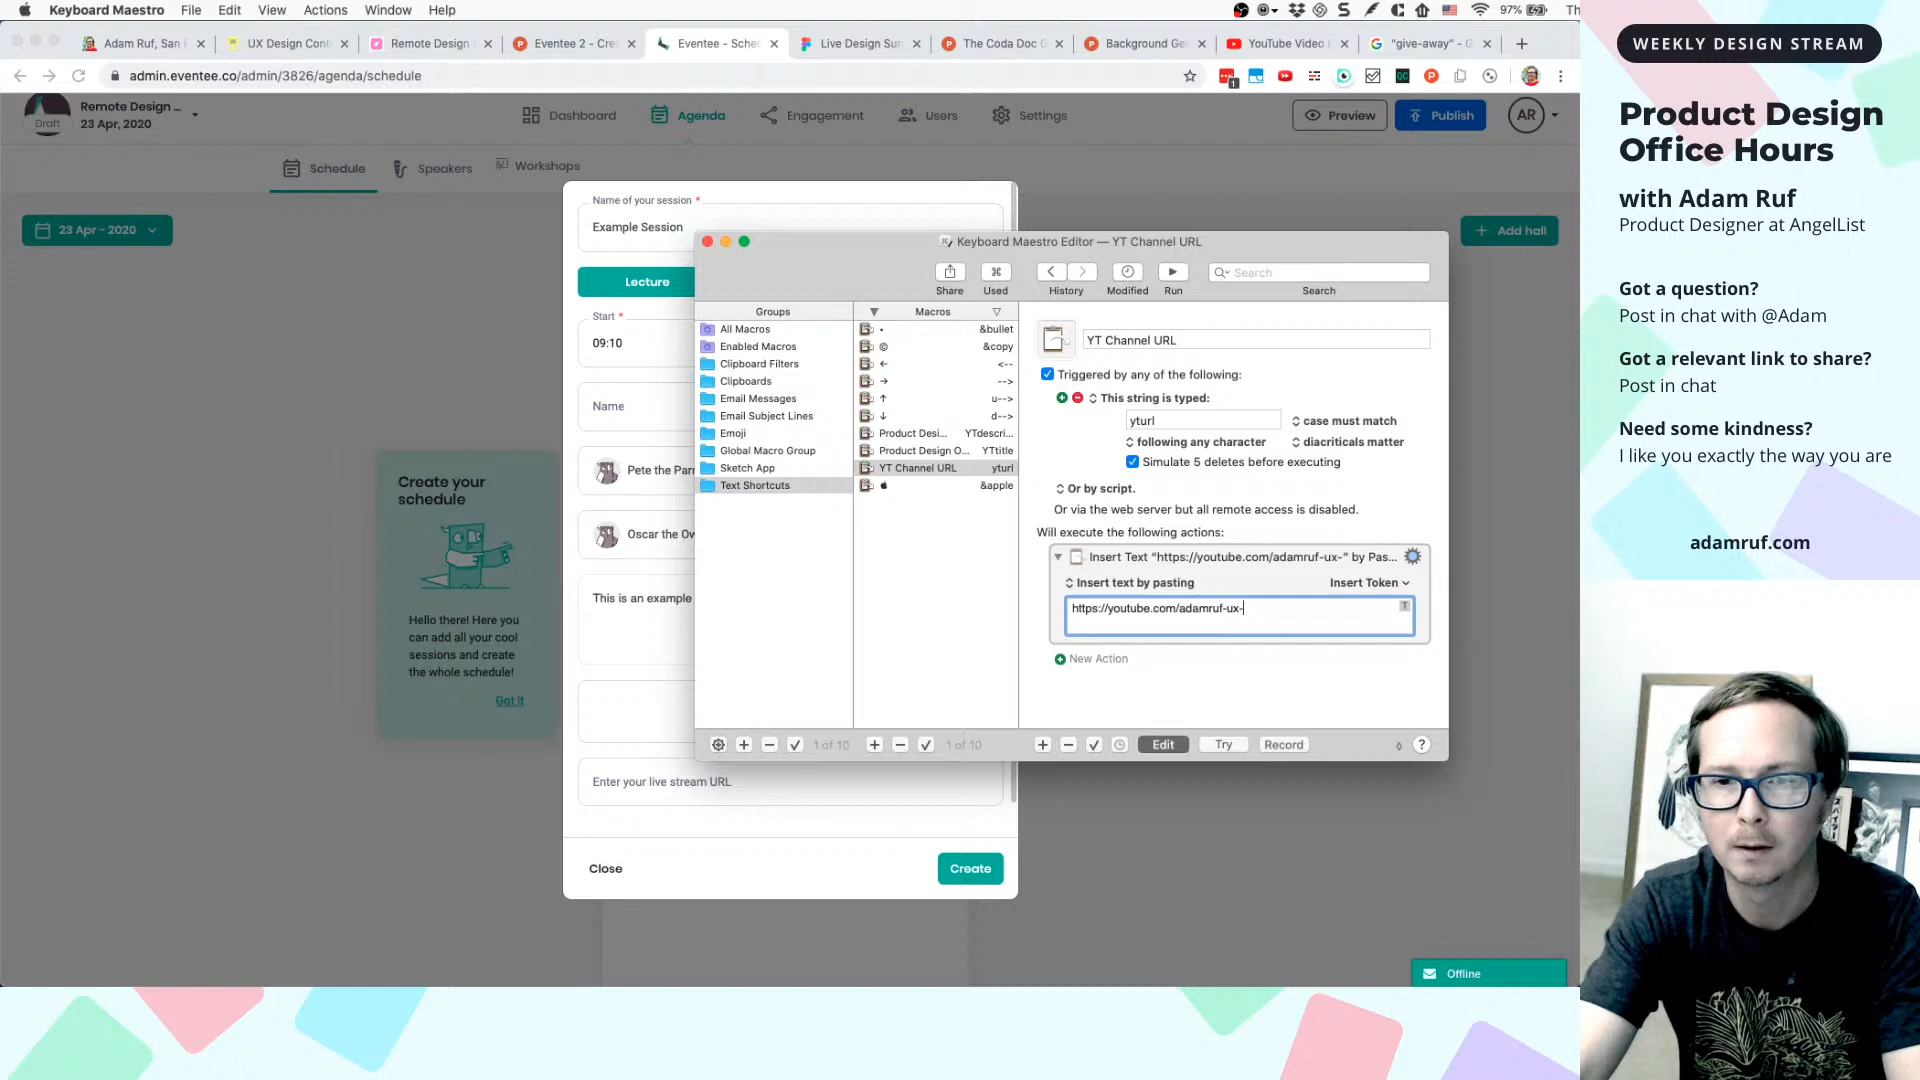 Keyboard Maestro File Edit View Actions Window Help
97% Th
Adam Ruf, San F
UX Design Cont
Remote Design
Eventee 2 - Cre
Eventee - Sche
Live Design Sur
The Coda Doc G
Background Ge
YouTube Video
"give-away" - G
admin.eventee.co/admin/3826/agenda/schedule
Draft
Remote Design ...
23 Apr, 2020
Dashboard
Agenda
Engagement
Users
Settings
Preview
Publish
AR
Schedule
Speakers
Workshops
23 Apr - 2020
Add hall
Create your
schedule
Hello there! Here you
can add all your cool
sessions and create
the whole schedule!
Got it
Name of your session *
Example Session
Lecture
Start *
09:10
Name
Pete the Parr
Oscar the Ow
This is an example
Enter your live stream URL
Close
Create
Offline
Keyboard Maestro Editor — YT Channel URL
Share
Used
History
Modified
Run
Search
Search
Groups
All Macros
Enabled Macros
Clipboard Filters
Clipboards
Email Messages
Email Subject Lines
Emoji
Global Macro Group
Sketch App
Text Shortcuts
Macros
• &bullet
© &copy
← <--
→ -->
↑ u-->
↓ d-->
Product Desi... YTdescri...
Product Design O... YTtitle
YT Channel URL yturl
&apple
YT Channel URL
Triggered by any of the following:
This string is typed:
yturl
case must match
following any character
diacriticals matter
Simulate 5 deletes before executing
Or by script.
Or via the web server but all remote access is disabled.
Will execute the following actions:
Insert Text “https://youtube.com/adamruf-ux-” by Pas...
Insert text by pasting
Insert Token
https://youtube.com/adamruf-ux-
T
New Action
1 of 10
1 of 10
Edit
Try
Record
?
WEEKLY DESIGN STREAM
Product Design
Office Hours
with Adam Ruf
Product Designer at AngelList
Got a question?
Post in chat with @Adam
Got a relevant link to share?
Post in chat
Need some kindness?
I like you exactly the way you are
adamruf.com